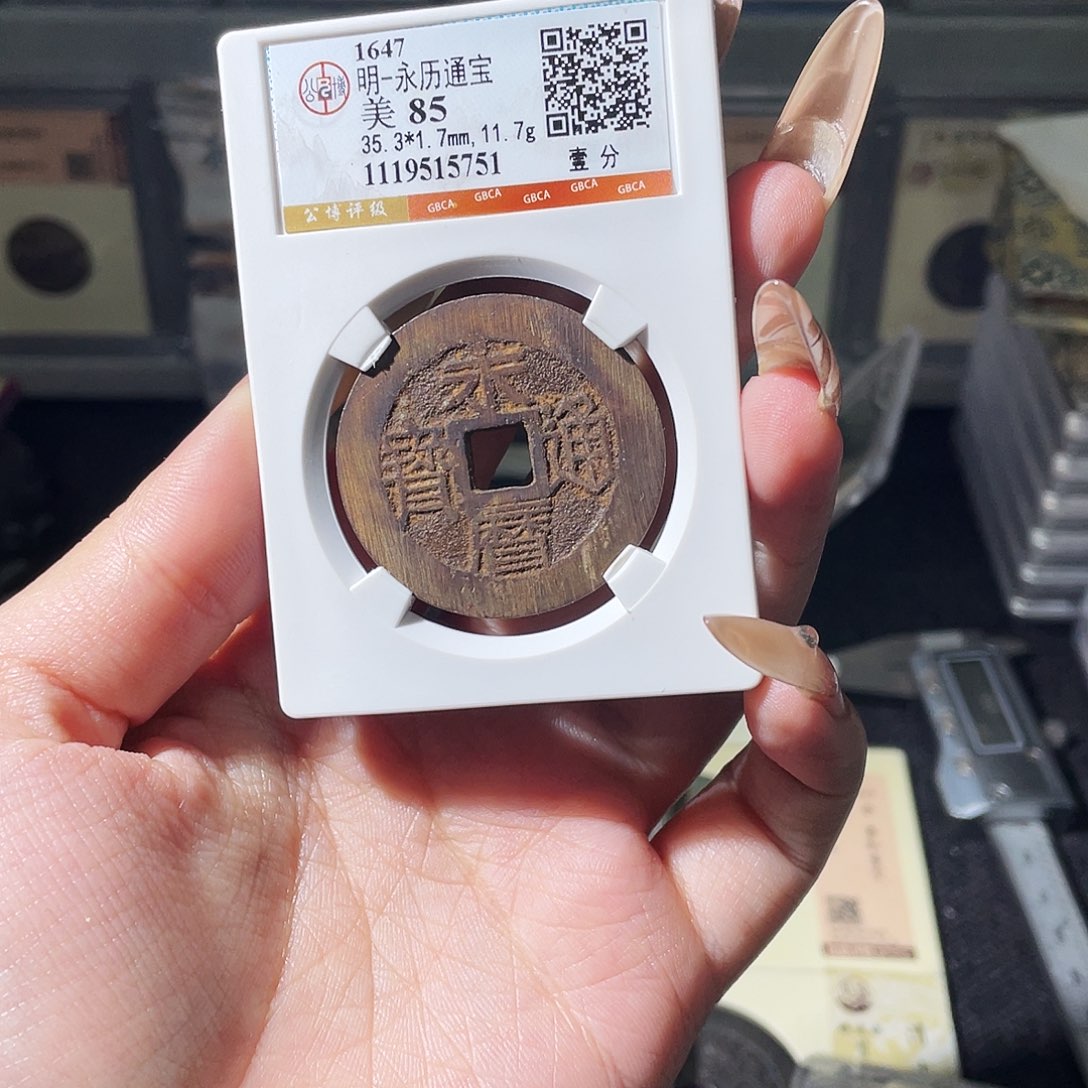 1647
明-永历通宝
美 85
35.3*1.7mm, 11.7g
1119515751
壹 分
公博评级 GBCA GBCA GBCA GBCA GBCA
永
寶 通
曆